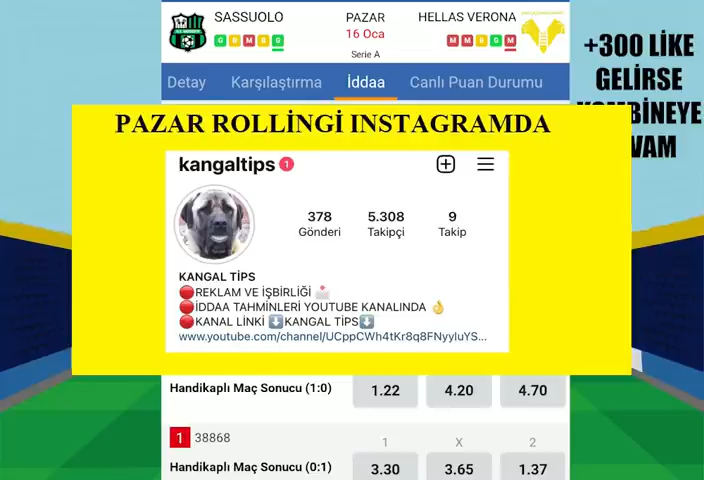 SASSUOLO
PAZAR
HELLAS VERONA
G B M B G
16 Oca
M M B G M
Serie A
+300 LİKE
GELİRSE
KOMBİNEYE
VAM
Detay Karşılaştırma İddaa Canlı Puan Durumu
PAZAR ROLLİNGİ INSTAGRAMDA
kangaltips 1
378 5.308 9
Gönderi Takipçi Takip
KANGAL TİPS
REKLAM VE İŞBİRLİĞİ
İDDAA TAHMİNLERİ YOUTUBE KANALINDA
KANAL LİNKİ KANGAL TİPS
www.youtube.com/channel/UCppCWh4tKr8q8FNyyluYS...
Handikaplı Maç Sonucu (1:0) 1.22 4.20 4.70
1 38868 1 X 2
Handikaplı Maç Sonucu (0:1) 3.30 3.65 1.37